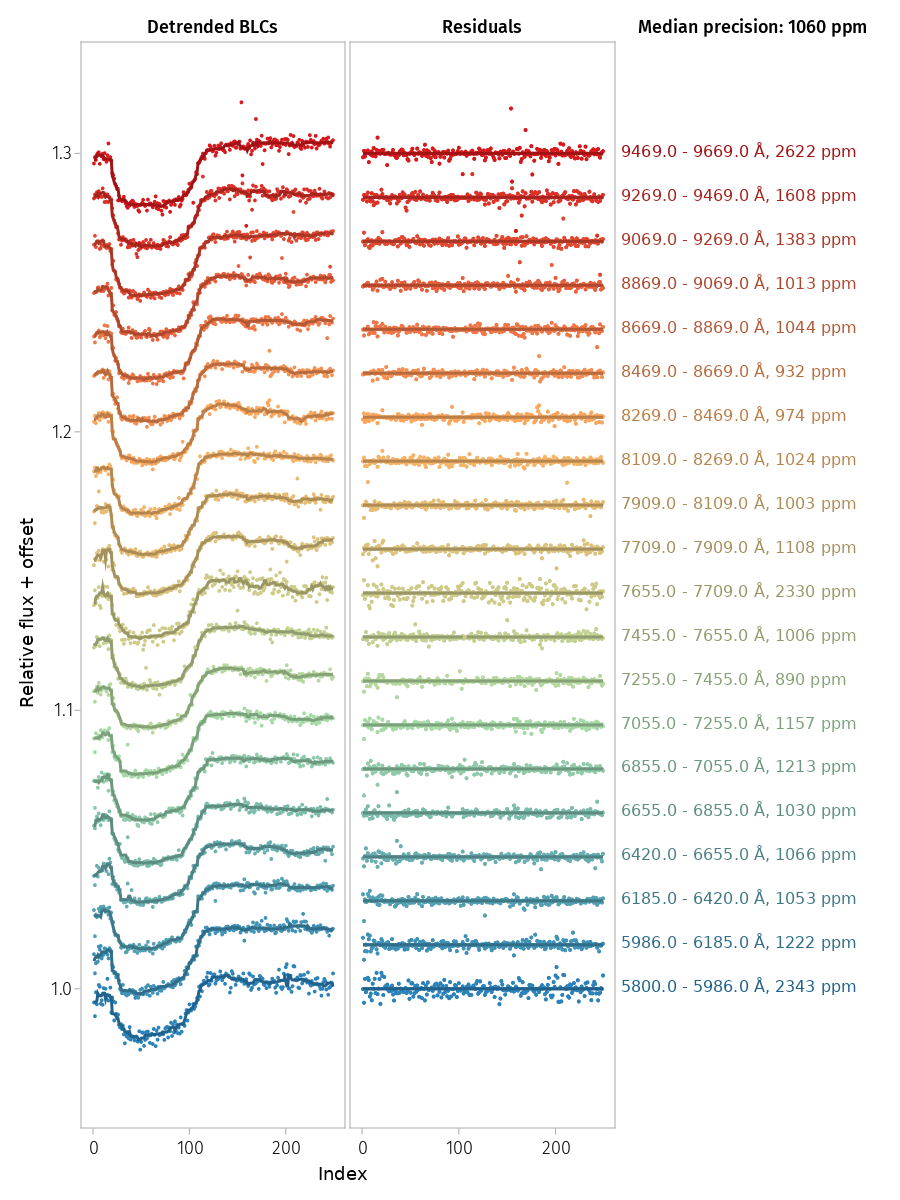 Detrended BLCs
Residuals
Median precision: 1060 ppm
Relative flux + offset
1.3
1.2
1.1
1.0
9469.0 - 9669.0 Å, 2622 ppm
9269.0 - 9469.0 Å, 1608 ppm
9069.0 - 9269.0 Å, 1383 ppm
8869.0 - 9069.0 Å, 1013 ppm
8669.0 - 8869.0 Å, 1044 ppm
8469.0 - 8669.0 Å, 932 ppm
8269.0 - 8469.0 Å, 974 ppm
8109.0 - 8269.0 Å, 1024 ppm
7909.0 - 8109.0 Å, 1003 ppm
7709.0 - 7909.0 Å, 1108 ppm
7655.0 - 7709.0 Å, 2330 ppm
7455.0 - 7655.0 Å, 1006 ppm
7255.0 - 7455.0 Å, 890 ppm
7055.0 - 7255.0 Å, 1157 ppm
6855.0 - 7055.0 Å, 1213 ppm
6655.0 - 6855.0 Å, 1030 ppm
6420.0 - 6655.0 Å, 1066 ppm
6185.0 - 6420.0 Å, 1053 ppm
5986.0 - 6185.0 Å, 1222 ppm
5800.0 - 5986.0 Å, 2343 ppm
0 100 200
0 100 200
Index